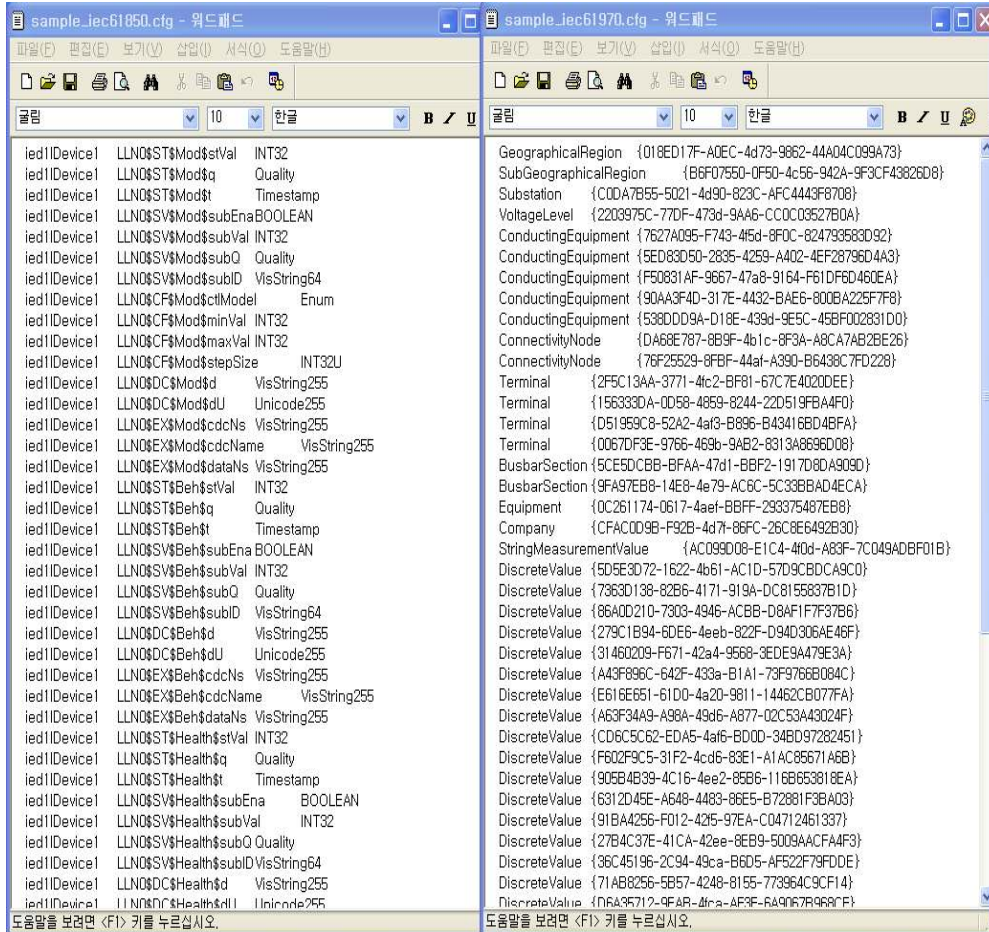 sample_iec61850.cfg - 워드패드
파일(F) 편집(E) 보기(V) 삽입(I) 서식(O) 도움말(H)
굴림 10 한글 B I U
ied1lDevice1 LLN0$ST$Mod$stVal INT32
ied1lDevice1 LLN0$ST$Mod$q Quality
ied1lDevice1 LLN0$ST$Mod$t Timestamp
ied1lDevice1 LLN0$SV$Mod$subEnaBOOLEAN
ied1lDevice1 LLN0$SV$Mod$subVal INT32
ied1lDevice1 LLN0$SV$Mod$subQ Quality
ied1lDevice1 LLN0$SV$Mod$subID VisString64
ied1lDevice1 LLN0$CF$Mod$ctlModel Enum
ied1lDevice1 LLN0$CF$Mod$minVal INT32
ied1lDevice1 LLN0$CF$Mod$maxVal INT32
ied1lDevice1 LLN0$CF$Mod$stepSize INT32U
ied1lDevice1 LLN0$DC$Mod$d VisString255
ied1lDevice1 LLN0$DC$Mod$dU Unicode255
ied1lDevice1 LLN0$EX$Mod$cdcNs VisString255
ied1lDevice1 LLN0$EX$Mod$cdcName VisString255
ied1lDevice1 LLN0$EX$Mod$dataNs VisString255
ied1lDevice1 LLN0$ST$Beh$stVal INT32
ied1lDevice1 LLN0$ST$Beh$q Quality
ied1lDevice1 LLN0$ST$Beh$t Timestamp
ied1lDevice1 LLN0$SV$Beh$subEna BOOLEAN
ied1lDevice1 LLN0$SV$Beh$subVal INT32
ied1lDevice1 LLN0$SV$Beh$subQ Quality
ied1lDevice1 LLN0$SV$Beh$subID VisString64
ied1lDevice1 LLN0$DC$Beh$d VisString255
ied1lDevice1 LLN0$DC$Beh$dU Unicode255
ied1lDevice1 LLN0$EX$Beh$cdcNs VisString255
ied1lDevice1 LLN0$EX$Beh$cdcName VisString255
ied1lDevice1 LLN0$EX$Beh$dataNs VisString255
ied1lDevice1 LLN0$ST$Health$stVal INT32
ied1lDevice1 LLN0$ST$Health$q Quality
ied1lDevice1 LLN0$ST$Health$t Timestamp
ied1lDevice1 LLN0$SV$Health$subEna BOOLEAN
ied1lDevice1 LLN0$SV$Health$subVal INT32
ied1lDevice1 LLN0$SV$Health$subQ Quality
ied1lDevice1 LLN0$SV$Health$subIDVisString64
ied1lDevice1 LLN0$DC$Health$d VisString255
ied1lDevice1 LLN0$DC$Health$dU Unicode255
도움말을 보려면 <F1> 키를 누르십시오.
sample_iec61970.cfg - 워드패드
파일(F) 편집(E) 보기(V) 삽입(I) 서식(O) 도움말(H)
굴림 10 한글 B I U
GeographicalRegion {018ED17F-A0EC-4d73-9862-44A04C099A73}
SubGeographicalRegion {B6F07550-0F50-4c56-942A-9F3CF43826D8}
Substation {C0DA7B55-5021-4d90-823C-AFC4443F8708}
VoltageLevel {2203975C-77DF-473d-9AA6-CC0C03527B0A}
ConductingEquipment {7627A095-F743-4f5d-8F0C-824793583D92}
ConductingEquipment {5ED83D50-2835-4259-A402-4EF28796D4A3}
ConductingEquipment {F50831AF-9667-47a8-9164-F61DF6D460EA}
ConductingEquipment {90AA3F4D-317E-4432-BAE6-800BA225F7F8}
ConductingEquipment {538DDD9A-D18E-439d-9E5C-45BF002831D0}
ConnectivityNode {DA68E787-8B9F-4b1c-8F3A-A8CA7AB2BE26}
ConnectivityNode {76F25529-8FBF-44af-A390-B6438C7FD228}
Terminal {2F5C13AA-3771-4fc2-BF81-67C7E4020DEE}
Terminal {156333DA-0D58-4859-8244-22D519FBA4F0}
Terminal {D51959C8-52A2-4af3-B896-B43416BD4BFA}
Terminal {0067DF3E-9766-469b-9AB2-8313A8696D08}
BusbarSection {5CE5DCBB-BFAA-47d1-BBF2-1917D8DA909D}
BusbarSection {9FA97EB8-14E8-4e79-AC6C-5C33BBAD4ECA}
Equipment {0C261174-0617-4aef-BBFF-293375487EB8}
Company {CFAC0D9B-F92B-4d7f-86FC-26C8E6492B30}
StringMeasurementValue {AC099D08-E1C4-4f0d-A83F-7C049ADBF01B}
DiscreteValue {5D5E3D72-1622-4b61-AC1D-57D9CBDCA9C0}
DiscreteValue {7363D138-82B6-4171-919A-DC8155837B1D}
DiscreteValue {86A0D210-7303-4946-ACBB-D8AF1F7F37B6}
DiscreteValue {279C1B94-6DE6-4eeb-822F-D94D306AE46F}
DiscreteValue {31460209-F671-42a4-9568-3EDE9A479E3A}
DiscreteValue {A43F896C-642F-433a-B1A1-73F9766B084C}
DiscreteValue {E616E651-61D0-4a20-9811-14462CB077FA}
DiscreteValue {A63F34A9-A98A-49d6-A877-02C53A43024F}
DiscreteValue {CD6C5C62-EDA5-4af6-BD0D-34BD97282451}
DiscreteValue {F602F9C5-31F2-4cd6-83E1-A1AC85671A6B}
DiscreteValue {905B4B39-4C16-4ee2-85B6-116B653818EA}
DiscreteValue {6312D45E-A648-4483-86E5-B72881F3BA03}
DiscreteValue {91BA4256-F012-42f5-97EA-C04712461337}
DiscreteValue {27B4C37E-41CA-42ee-8EB9-5009AACFA4F3}
DiscreteValue {36C45196-2C94-49ca-B6D5-AF522F79FDDE}
DiscreteValue {71AB8256-5B57-4248-8155-773964C9CF14}
DiscreteValue {D6A35712-9EAB-4fca-AF3F-6A9067B968CF}
도움말을 보려면 <F1> 키를 누르십시오.